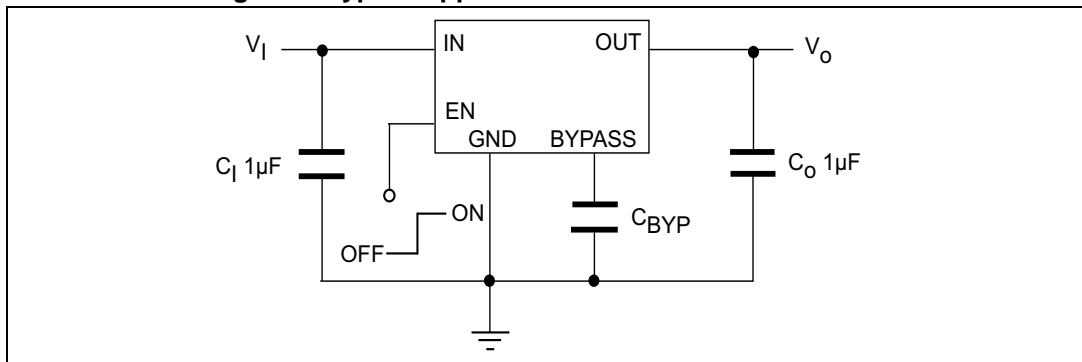 V_I
IN
OUT
V_o
EN
GND
BYPASS
C_I 1µF
C_o 1µF
ON
C_BYP
OFF